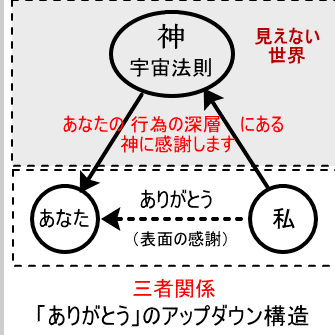 神
宇宙法則
見えない
世界
あなたの 行為の深層 にある
神に感謝します
あなた
ありがとう
（表面の感謝）
私
三者関係
「ありがとう」のアップダウン構造